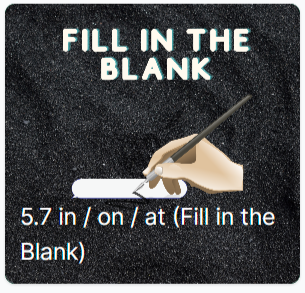 FILL IN THE
BLANK
5.7 in / on / at (Fill in the
Blank)